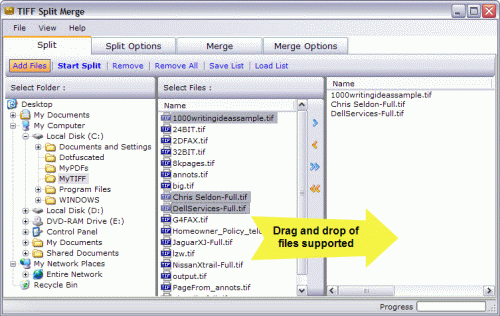 TIFF Split Merge
File View Help
Split Split Options Merge Merge Options
Add Files Start Split Remove Remove All Save List Load List
Select Folder :
Desktop
My Documents
My Computer
Local Disk (C:)
Documents and Settings
Dotfuscated
MyPDFs
MyTIFF
Program Files
WINDOWS
Local Disk (D:)
DVD-RAM Drive (E:)
Control Panel
My Documents
Shared Documents
My Network Places
Entire Network
Recycle Bin
Select Files :
Name
1000writingideassample.tif
24BIT.tif
2DFAX.tif
32BIT.tif
8kpages.tif
annots.tif
big.tif
Chris Seldon-Full.tif
DellServices-Full.tif
G4FAX.tif
Homeowner_Policy_tel
JaguarXJ-Full.tif
lzw.tif
NissanXtrail-Full.tif
output.tif
PageFrom_annots.tif
Drag and drop of
files supported
Name
1000writingideassample.tif
Chris Seldon-Full.tif
DellServices-Full.tif
Progress